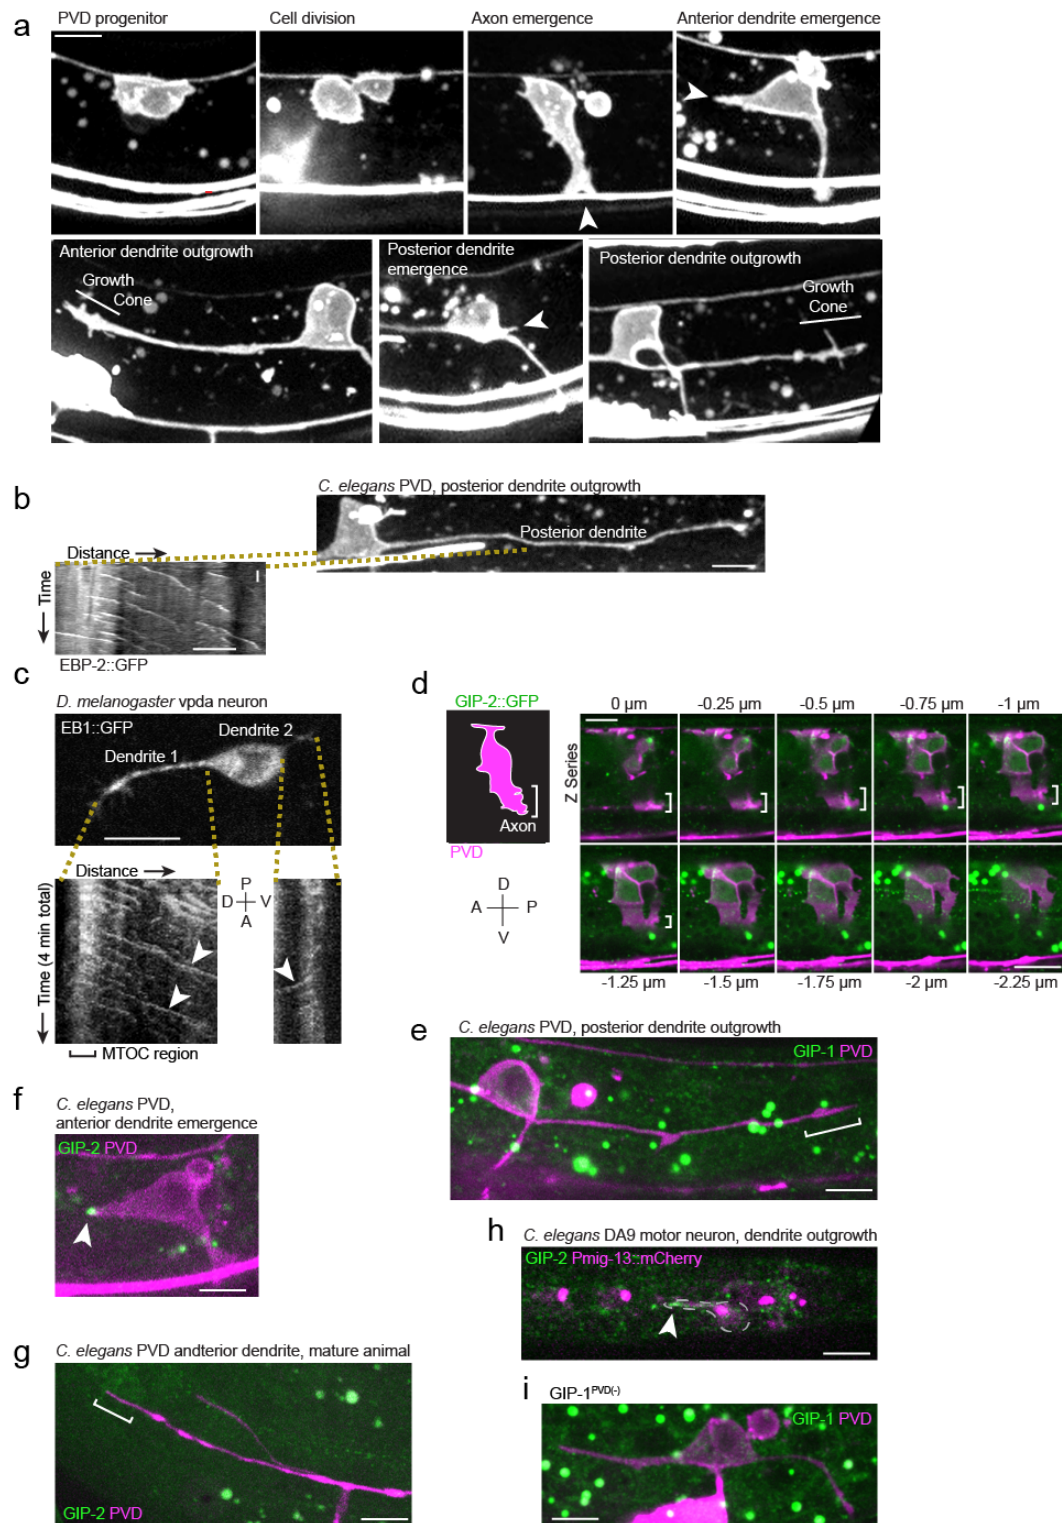 a
PVD progenitor
Cell division
Axon emergence
Anterior dendrite emergence
Anterior dendrite outgrowth
Growth
Cone
Posterior dendrite
emergence
Posterior dendrite outgrowth
Growth
Cone
b
C. elegans PVD, posterior dendrite outgrowth
Posterior dendrite
Distance
Time
EBP-2::GFP
c
D. melanogaster vpda neuron
EB1::GFP
Dendrite 1
Dendrite 2
Distance
Time (4 min total)
P
D V
A
MTOC region
d
GIP-2::GFP
Axon
PVD
D
A P
V
Z Series
0 µm
-0.25 µm
-0.5 µm
-0.75 µm
-1 µm
-1.25 µm
-1.5 µm
-1.75 µm
-2 µm
-2.25 µm
e
C. elegans PVD, posterior dendrite outgrowth
GIP-1 PVD
f
C. elegans PVD,
anterior dendrite emergence
GIP-2 PVD
g
C. elegans PVD andterior dendrite, mature animal
GIP-2 PVD
h
C. elegans DA9 motor neuron, dendrite outgrowth
GIP-2 Pmig-13::mCherry
i
GIP-1PVD(-)
GIP-1 PVD